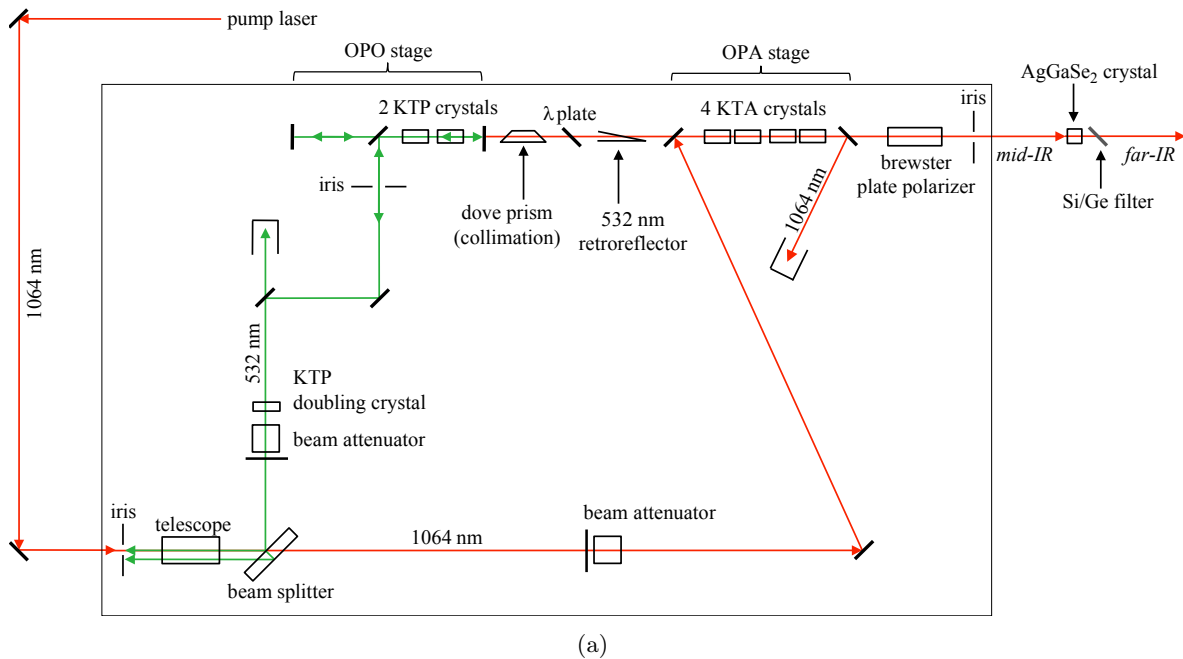 pump laser
OPO stage
OPA stage
AgGaSe₂ crystal
2 KTP crystals
λ plate
4 KTA crystals
iris
mid-IR
far-IR
brewster
plate polarizer
Si/Ge filter
iris
dove prism
(collimation)
532 nm
retroreflector
1064 nm
1064 nm
532 nm
KTP
doubling crystal
beam attenuator
iris
telescope
1064 nm
beam attenuator
beam splitter
(a)